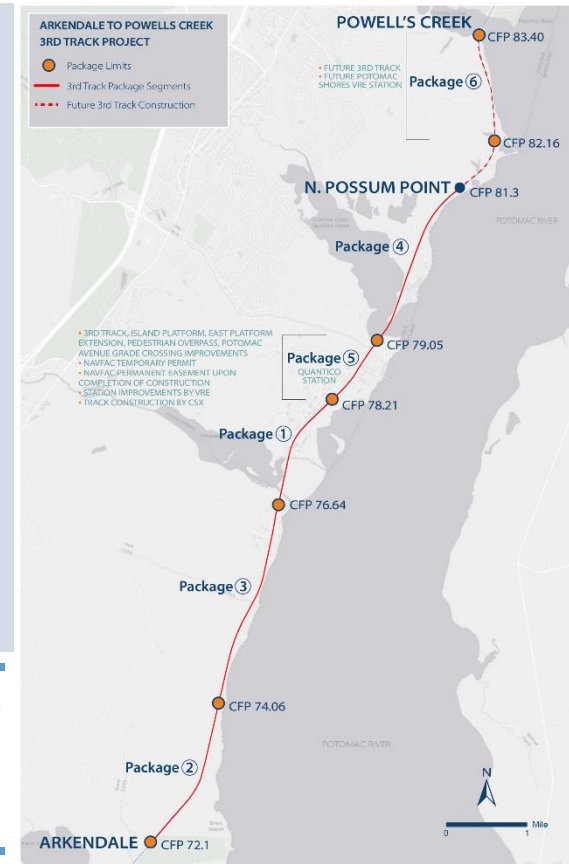 ARKENDALE TO POWELLS CREEK
3RD TRACK PROJECT
Package Limits
3rd Track Package Segments
Future 3rd Track Construction
POWELL'S CREEK
CFP 83.40
• FUTURE 3RD TRACK
• FUTURE POTOMAC
SHORES VRE STATION
Package 6
CFP 82.16
N. POSSUM POINT
CFP 81.3
POTOMAC RIVER
Package 4
• 3RD TRACK, ISLAND PLATFORM, EAST PLATFORM
EXTENSION, PEDESTRIAN OVERPASS, POTOMAC
AVENUE GRADE CROSSING IMPROVEMENTS
• NAVFAC TEMPORARY PERMIT
• NAVFAC PERMANENT EASEMENT UPON
COMPLETION OF CONSTRUCTION
• STATION IMPROVEMENTS BY VRE
• TRACK CONSTRUCTION BY CSX
CFP 79.05
Package 5
QUANTICO
STATION
CFP 78.21
Package 1
CFP 76.64
Package 3
CFP 74.06
POTOMAC RIVER
Package 2
N
Mile
0 1
ARKENDALE
CFP 72.1